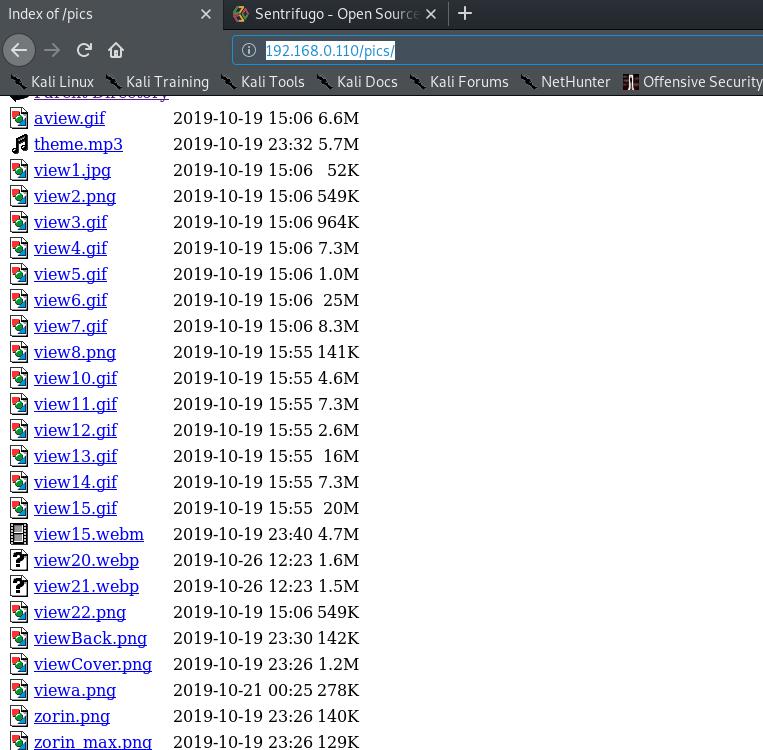 Index of /pics
Sentrifugo - Open Source
192.168.0.110/pics/
Kali Linux Kali Training Kali Tools Kali Docs Kali Forums NetHunter Offensive Security
Parent Directory
aview.gif 2019-10-19 15:06 6.6M
theme.mp3 2019-10-19 23:32 5.7M
view1.jpg 2019-10-19 15:06 52K
view2.png 2019-10-19 15:06 549K
view3.gif 2019-10-19 15:06 964K
view4.gif 2019-10-19 15:06 7.3M
view5.gif 2019-10-19 15:06 1.0M
view6.gif 2019-10-19 15:06 25M
view7.gif 2019-10-19 15:06 8.3M
view8.png 2019-10-19 15:55 141K
view10.gif 2019-10-19 15:55 4.6M
view11.gif 2019-10-19 15:55 7.3M
view12.gif 2019-10-19 15:55 2.6M
view13.gif 2019-10-19 15:55 16M
view14.gif 2019-10-19 15:55 7.3M
view15.gif 2019-10-19 15:55 20M
view15.webm 2019-10-19 23:40 4.7M
view20.webp 2019-10-26 12:23 1.6M
view21.webp 2019-10-26 12:23 1.5M
view22.png 2019-10-19 15:06 549K
viewBack.png 2019-10-19 23:30 142K
viewCover.png 2019-10-19 23:26 1.2M
viewa.png 2019-10-21 00:25 278K
zorin.png 2019-10-19 23:26 140K
zorin_max.png 2019-10-19 23:26 129K